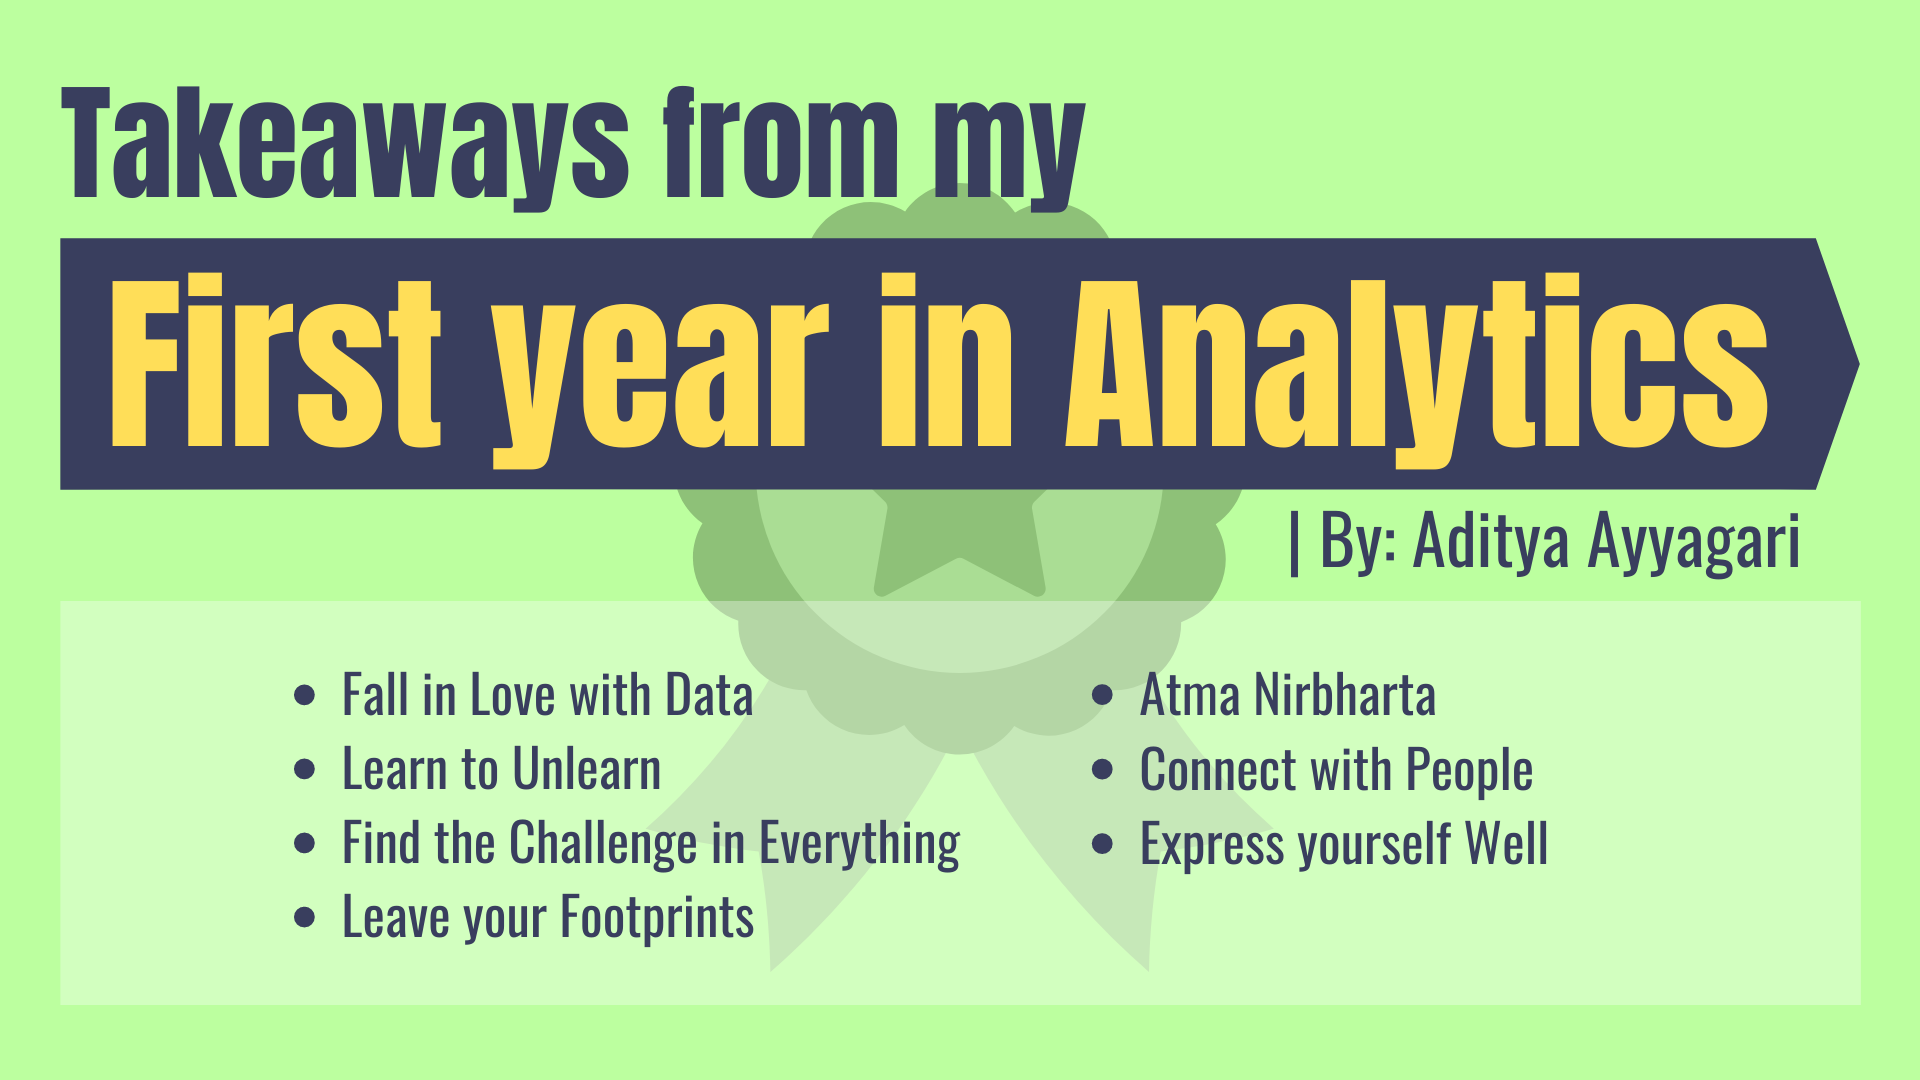 Takeaways from my
First year in Analytics
| By: Aditya Ayyagari
• Fall in Love with Data
• Learn to Unlearn
• Find the Challenge in Everything
• Leave your Footprints
• Atma Nirbharta
• Connect with People
• Express yourself Well